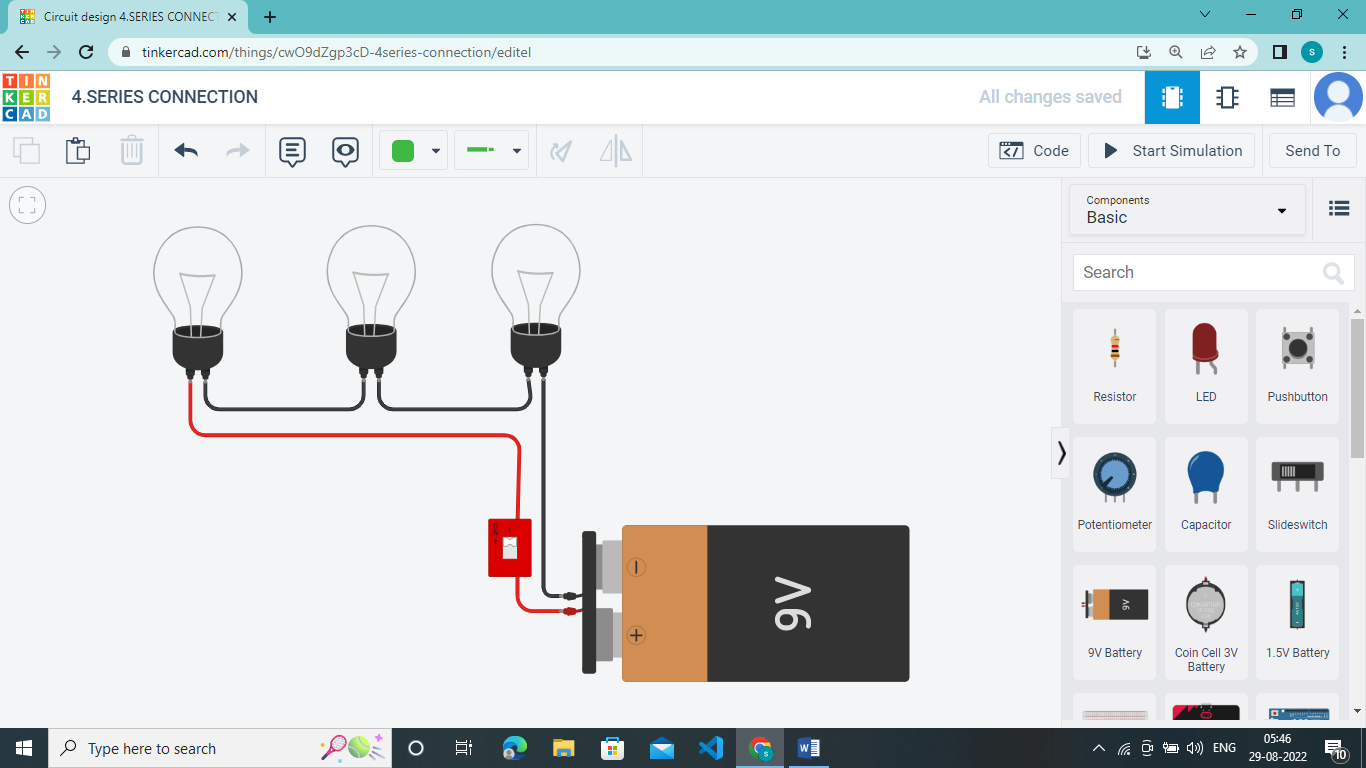 Circuit design 4.SERIES CONNECT
tinkercad.com/things/cwO9dZgp3cD-4series-connection/editel
S
TIN
KER
CAD
4.SERIES CONNECTION
All changes saved
Code
Start Simulation
Send To
Components
Basic
Search
Resistor
LED
Pushbutton
Potentiometer
Capacitor
Slideswitch
9V
9V Battery
Coin Cell 3V
Battery
1.5V Battery
9V
Type here to search
S
W
ENG
05:46
29-08-2022
10